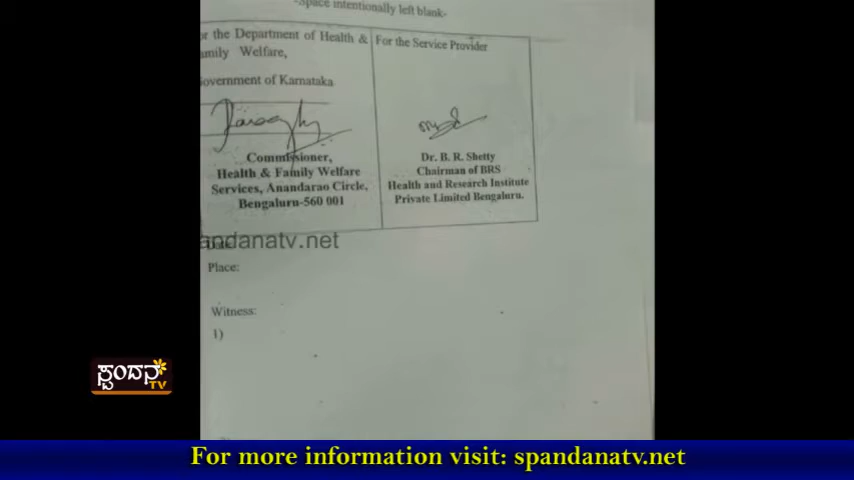 -Space intentionally left blank-
or the Department of Health &
amily Welfare,
overnment of Karnataka
Commissioner,
Health & Family Welfare
Services, Anandarao Circle,
Bengaluru-560 001
For the Service Provider
Dr. B. R. Shetty
Chairman of BRS
Health and Research Institute
Private Limited Bengaluru.
andanatv.net
Date:
Place:
Witness:
1)
ಸ್ಪಂದನ
TV
For more information visit: spandanatv.net